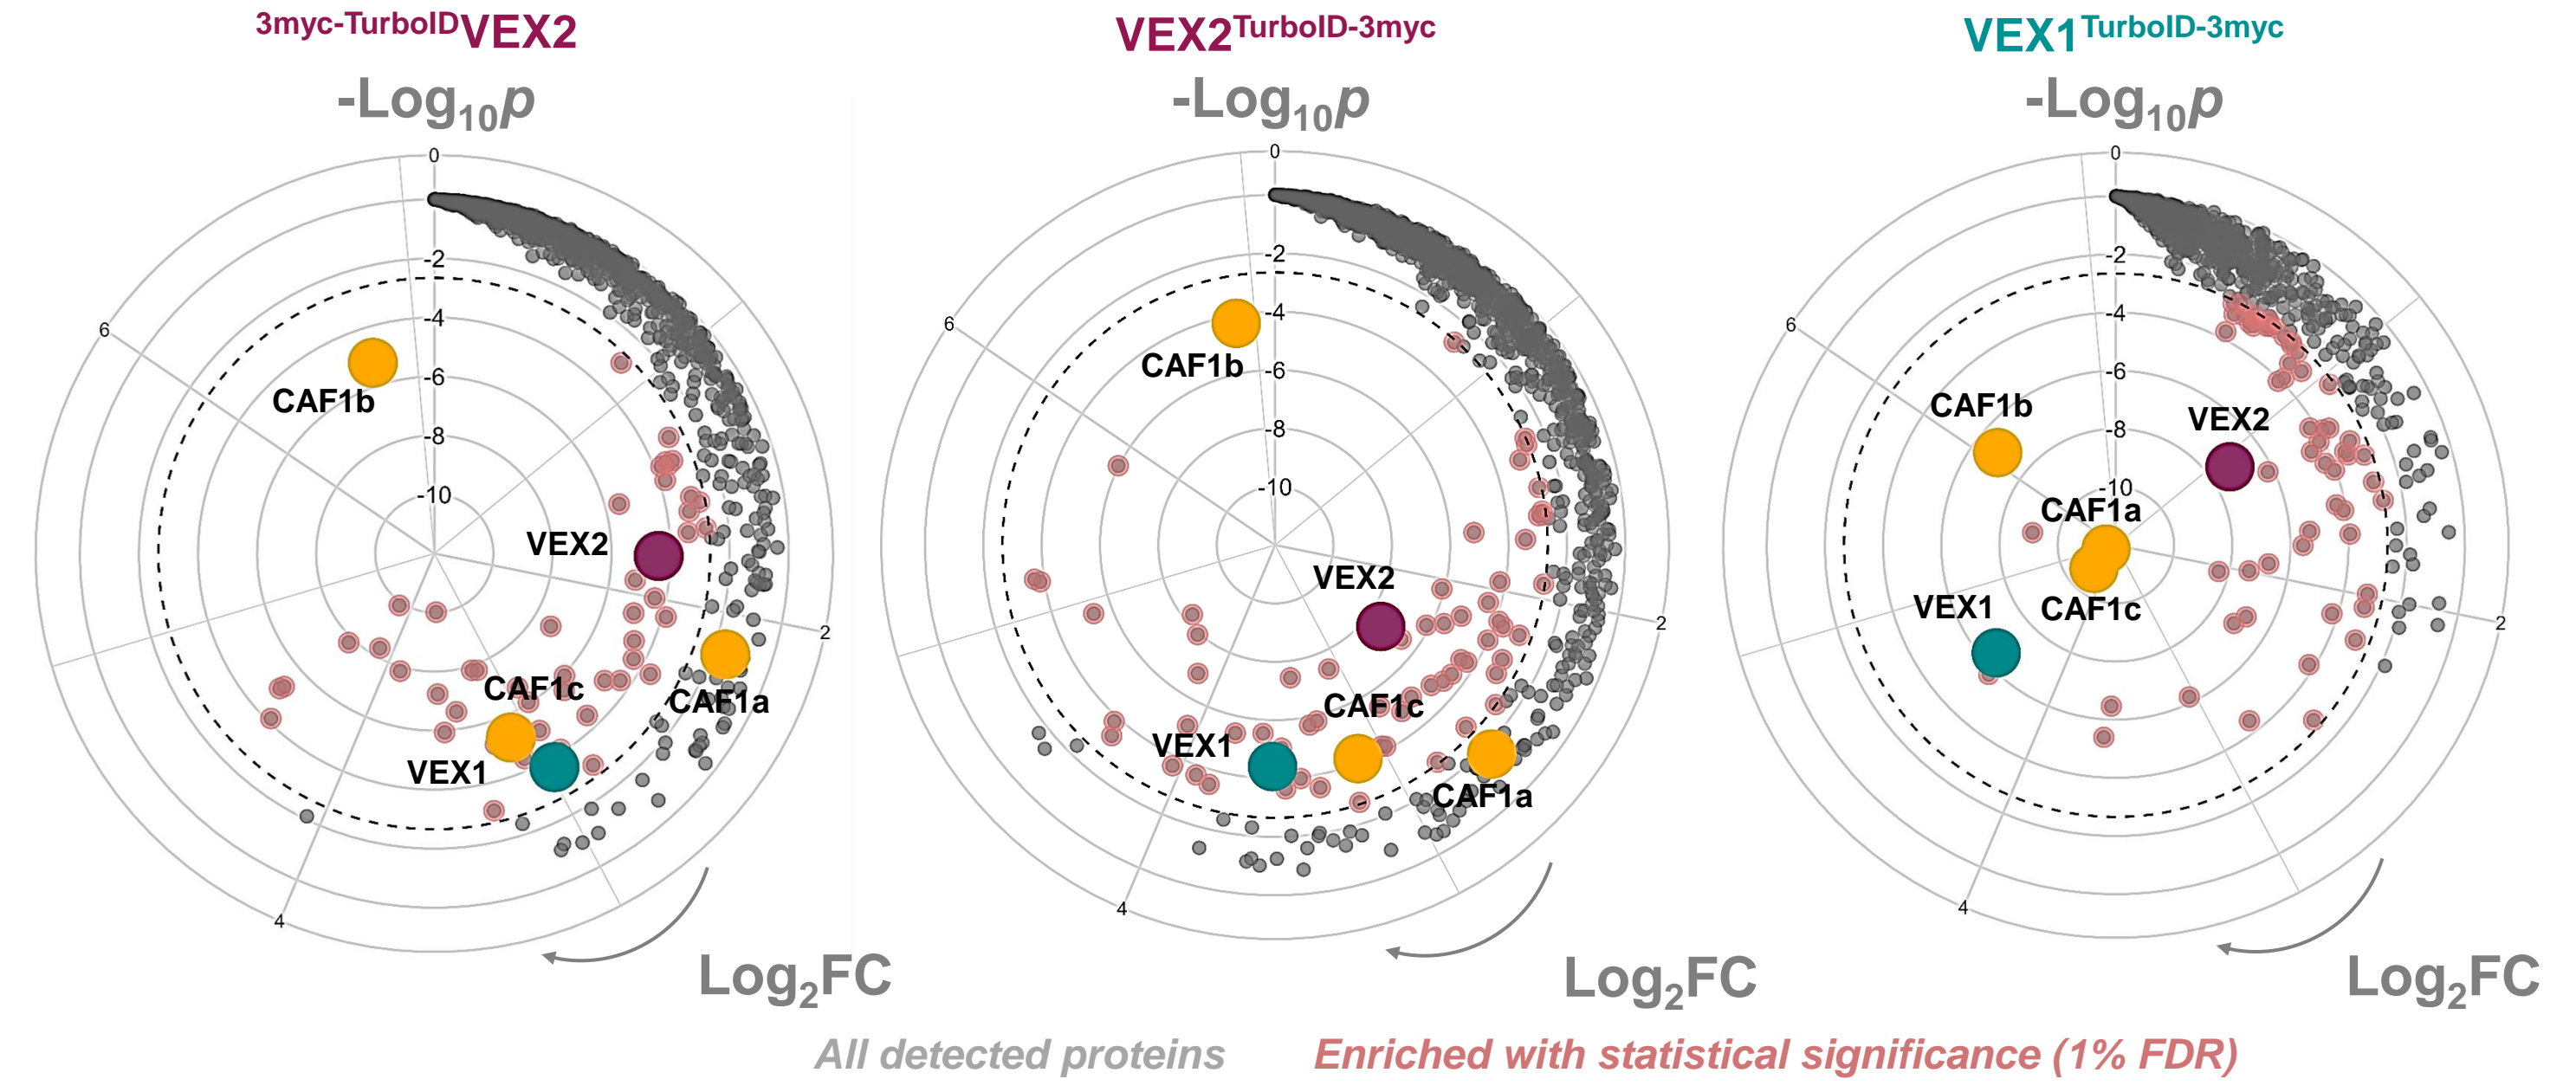 3myc-TurboIDVEX2
-Log10p
0
-2
-4
-6
-8
-10
6
2
4
CAF1b
VEX2
CAF1c
CAF1a
VEX1
Log2FC
VEX2TurboID-3myc
-Log10p
0
-2
-4
-6
-8
-10
6
2
4
CAF1b
VEX2
CAF1c
VEX1
CAF1a
Log2FC
VEX1TurboID-3myc
-Log10p
0
-2
-4
-6
-8
-10
6
2
4
CAF1b
VEX2
CAF1a
VEX1
CAF1c
Log2FC
All detected proteins
Enriched with statistical significance (1% FDR)